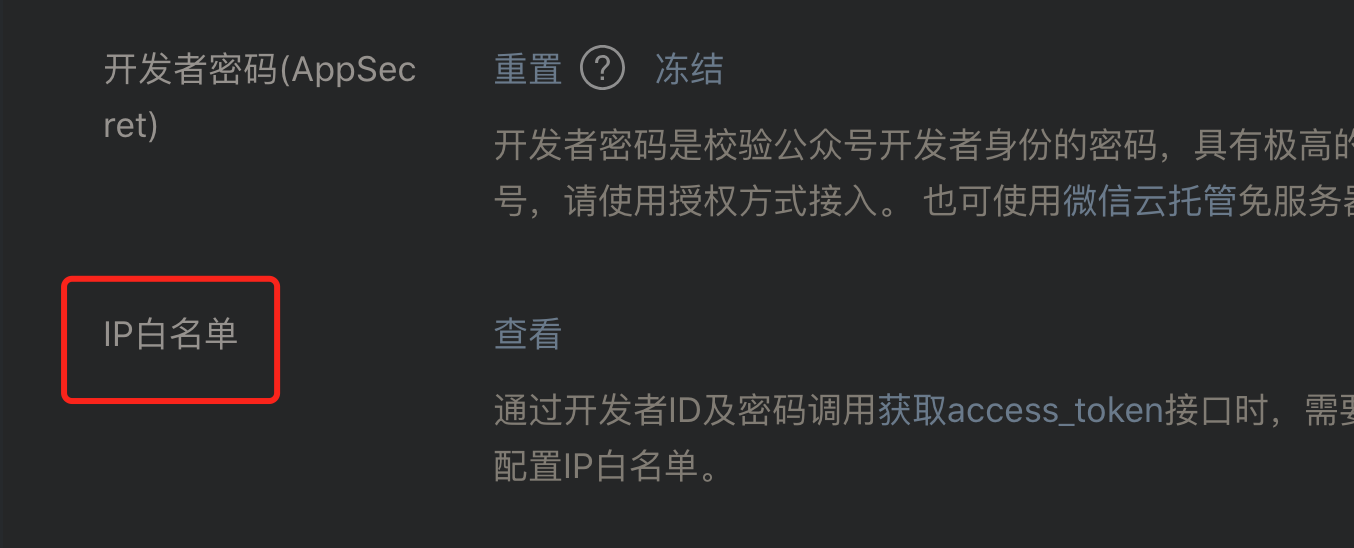 开发者密码(AppSec
ret)
重置 ? 冻结
开发者密码是校验公众号开发者身份的密码，具有极高的
号，请使用授权方式接入。 也可使用微信云托管免服务器
IP白名单
查看
通过开发者ID及密码调用获取access_token接口时，需要
配置IP白名单。